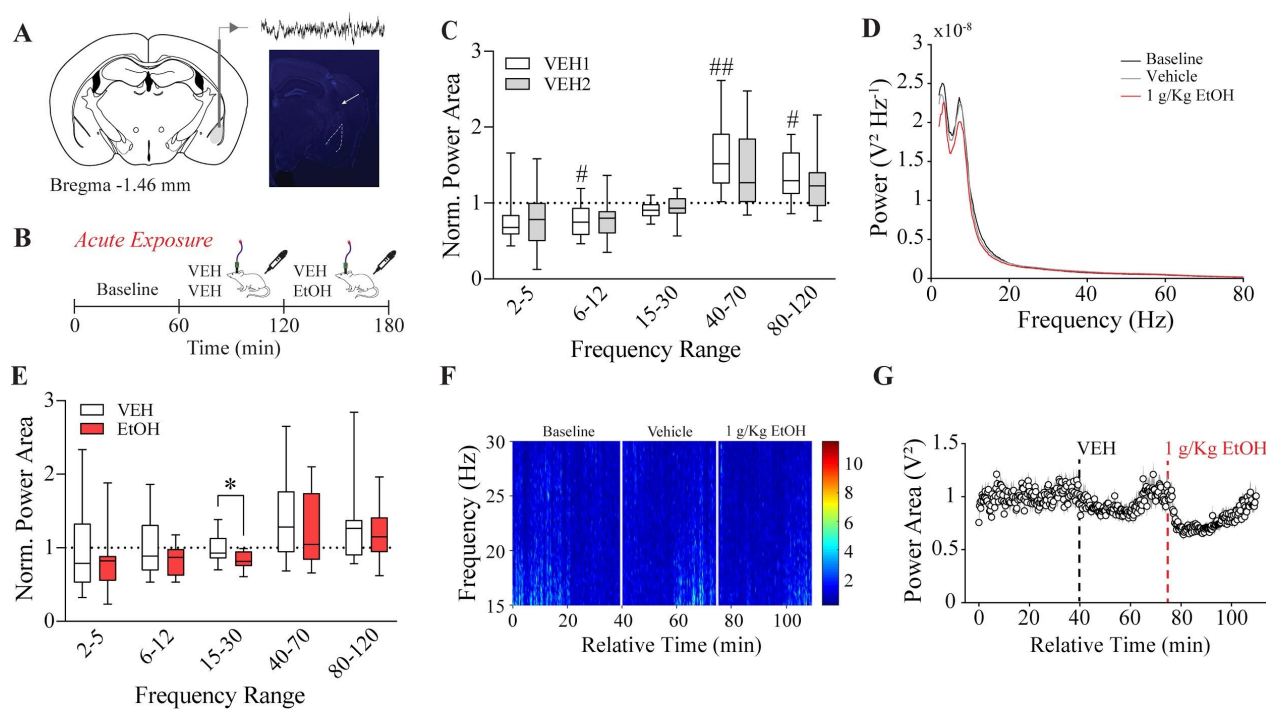 A
Bregma -1.46 mm
B
Acute Exposure
VEH
VEH
VEH
EtOH
Baseline
0
60
120
180
Time (min)
C
VEH1
VEH2
##
#
#
3
2
1
0
Norm. Power Area
2-5
6-12
15-30
40-70
80-120
Frequency Range
D
x10⁻⁸
Baseline
Vehicle
1 g/Kg EtOH
3
2.5
2
1.5
1
0.5
0
Power (V² Hz⁻¹)
0
20
40
60
80
Frequency (Hz)
E
VEH
EtOH
*
3
2
1
0
Norm. Power Area
2-5
6-12
15-30
40-70
80-120
Frequency Range
F
Baseline
Vehicle
1 g/Kg EtOH
30
25
20
15
Frequency (Hz)
0
20
40
60
80
100
Relative Time (min)
10
8
6
4
2
G
VEH
1 g/Kg EtOH
1.5
1
0.5
0
Power Area (V²)
0
20
40
60
80
100
Relative Time (min)